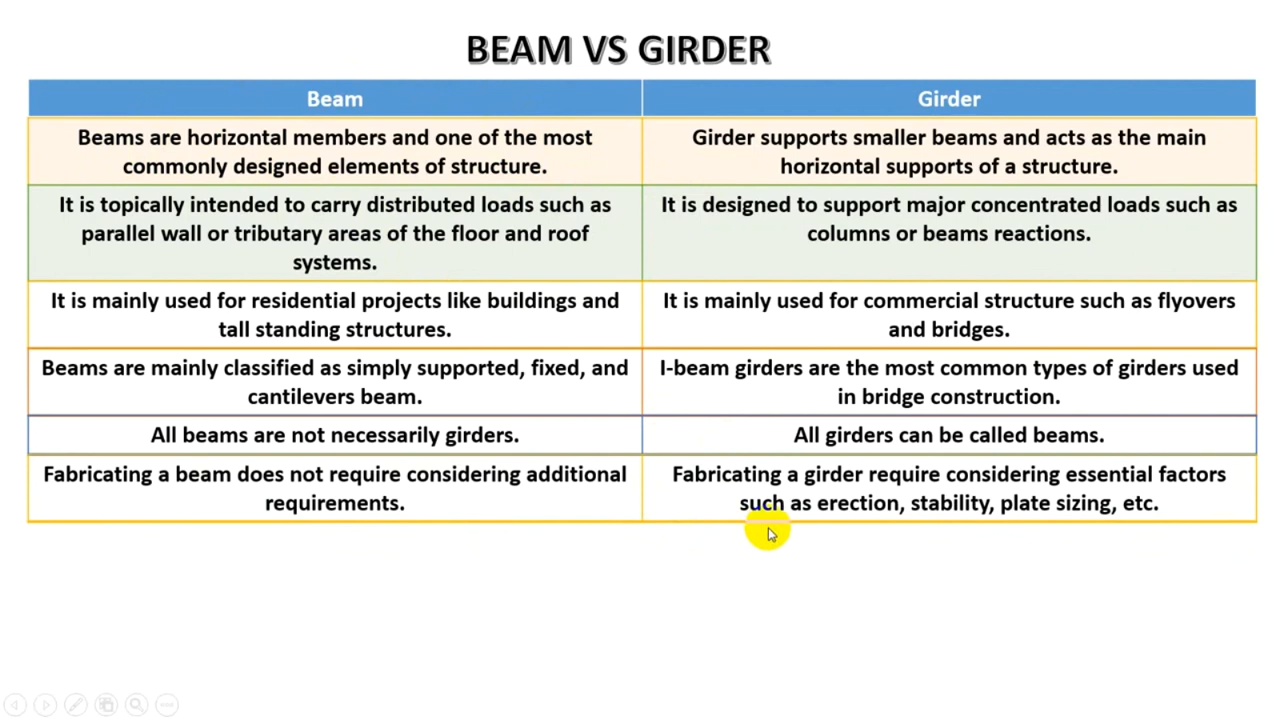 BEAM VS GIRDER
Beam
Girder
Beams are horizontal members and one of the most
commonly designed elements of structure.
Girder supports smaller beams and acts as the main
horizontal supports of a structure.
It is topically intended to carry distributed loads such as
parallel wall or tributary areas of the floor and roof
systems.
It is designed to support major concentrated loads such as
columns or beams reactions.
It is mainly used for residential projects like buildings and
tall standing structures.
It is mainly used for commercial structure such as flyovers
and bridges.
Beams are mainly classified as simply supported, fixed, and
cantilevers beam.
I-beam girders are the most common types of girders used
in bridge construction.
All beams are not necessarily girders.
All girders can be called beams.
Fabricating a beam does not require considering additional
requirements.
Fabricating a girder require considering essential factors
such as erection, stability, plate sizing, etc.